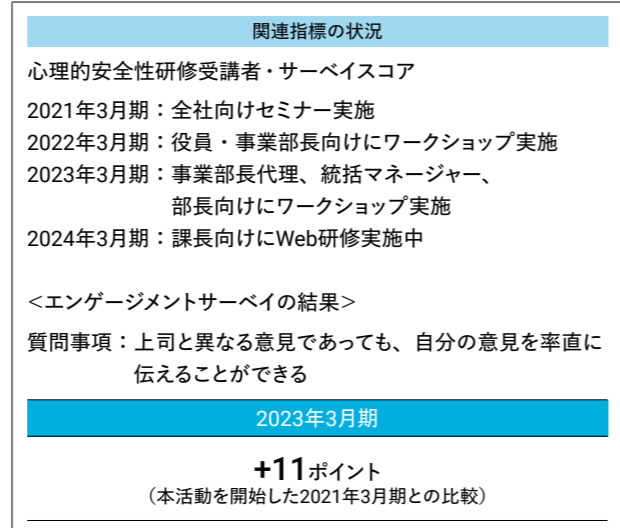 関連指標の状況
心理的安全性研修受講者・サーベイスコア
2021年3月期：全社向けセミナー実施
2022年3月期：役員・事業部長向けにワークショップ実施
2023年3月期：事業部長代理、統括マネージャー、
部長向けにワークショップ実施
2024年3月期：課長向けにWeb研修実施中
＜エンゲージメントサーベイの結果＞
質問事項：上司と異なる意見であっても、自分の意見を率直に
伝えることができる
2023年3月期
+11ポイント
（本活動を開始した2021年3月期との比較）